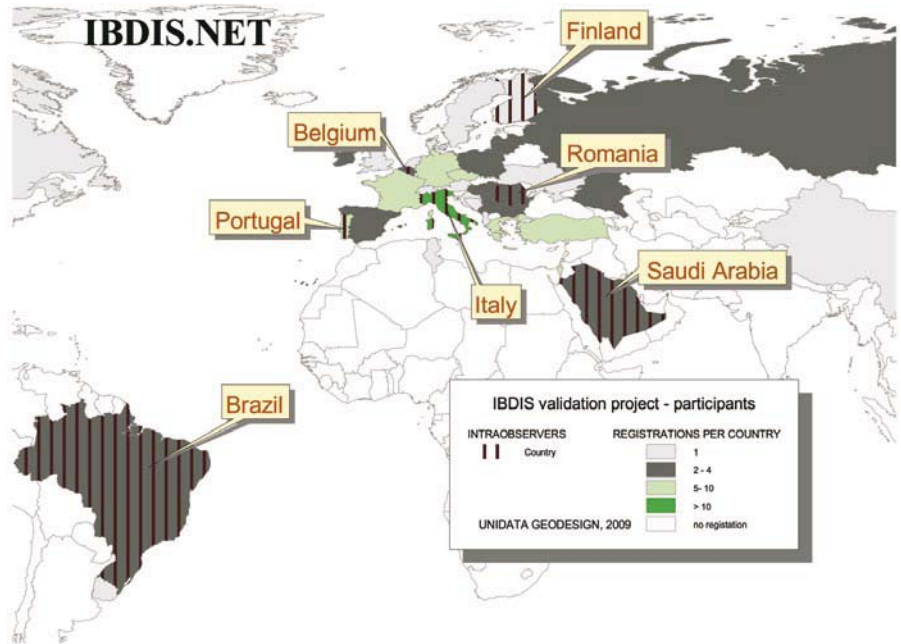 IBDIS.NET
Finland
Belgium
Romania
Portugal
Saudi Arabia
Italy
Brazil
IBDIS validation project - participants
INTRAOBSERVERS
Country
REGISTRATIONS PER COUNTRY
1
2 - 4
5- 10
> 10
no registation
UNIDATA GEODESIGN, 2009